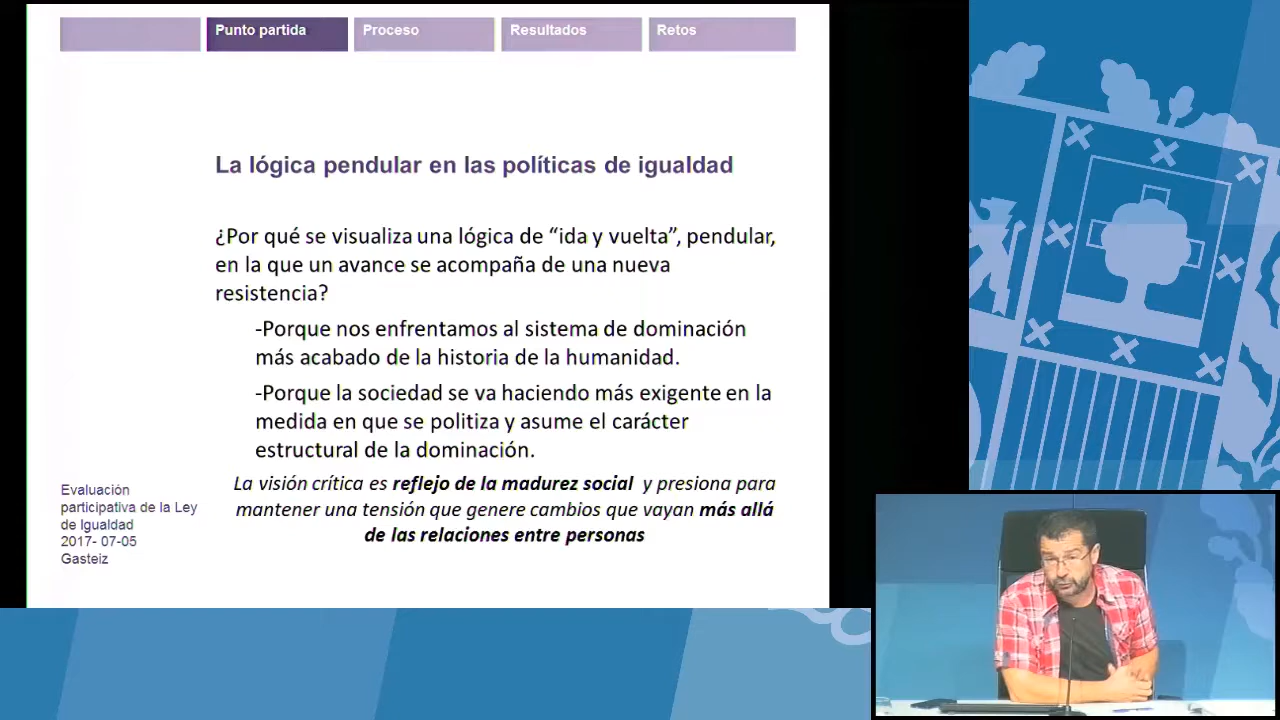 Punto partida
Proceso
Resultados
Retos
La lógica pendular en las políticas de igualdad
¿Por qué se visualiza una lógica de “ida y vuelta”, pendular,
en la que un avance se acompaña de una nueva
resistencia?
-Porque nos enfrentamos al sistema de dominación
más acabado de la historia de la humanidad.
-Porque la sociedad se va haciendo más exigente en la
medida en que se politiza y asume el carácter
estructural de la dominación.
La visión crítica es reflejo de la madurez social y presiona para
mantener una tensión que genere cambios que vayan más allá
de las relaciones entre personas
Evaluación
participativa de la Ley
de Igualdad
2017- 07-05
Gasteiz